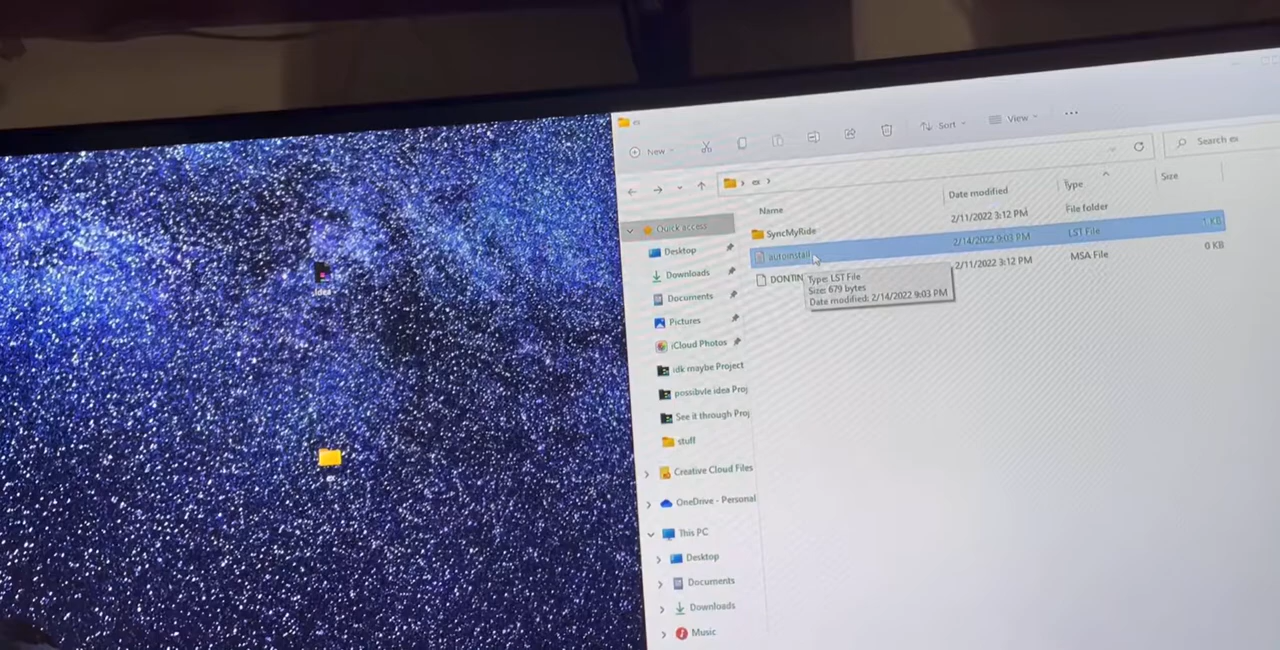 New
Sort
View
Search es
Name
Date modified
Type
Size
Quick access
SyncMyRide
2/11/2022 3:12 PM
File folder
Desktop
autoinstall
2/14/2022 9:03 PM
LST File
1 KB
Downloads
DONTIN
2/11/2022 3:12 PM
MSA File
0 KB
Type: LST File
Size: 679 bytes
Date modified: 2/14/2022 9:03 PM
Documents
Pictures
iCloud Photos
idk maybe Project
possibvle idea Proj
See it through Proj
stuff
Creative Cloud Files
OneDrive - Personal
This PC
Desktop
Documents
Downloads
Music